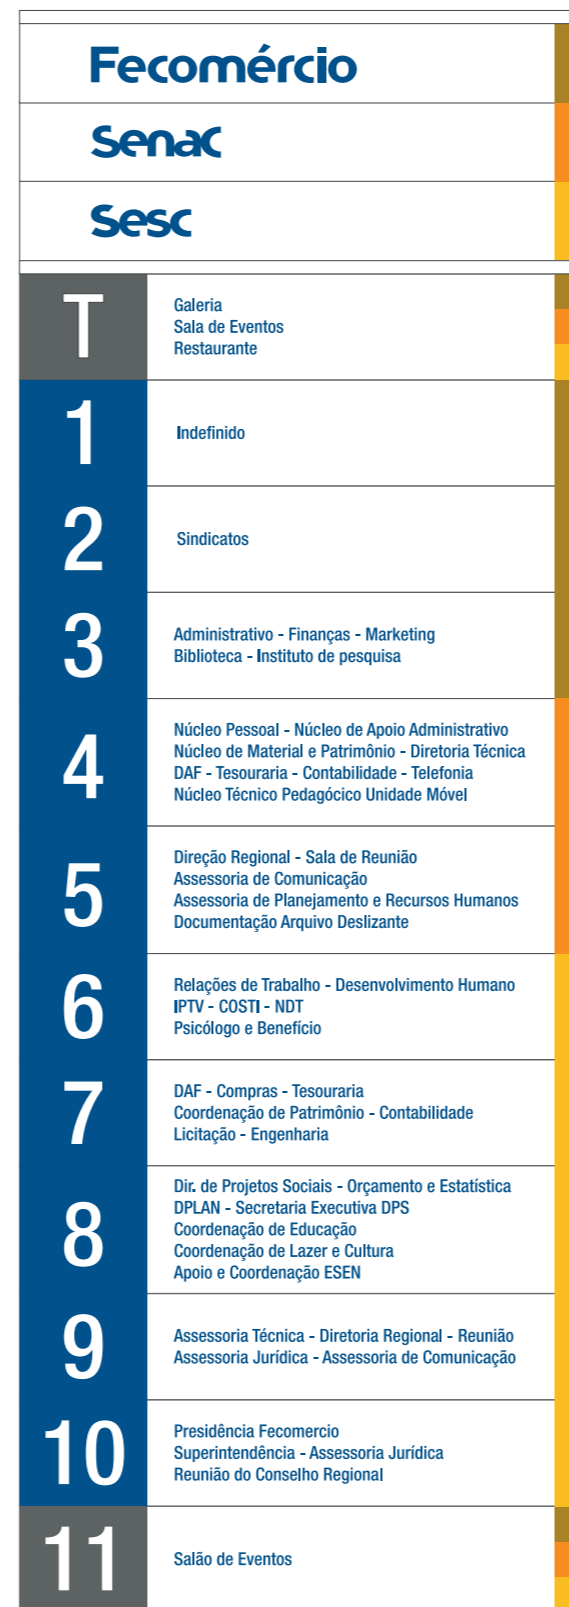 Fecomércio
Senac
Sesc
T
Galeria
Sala de Eventos
Restaurante
1
Indefinido
2
Sindicatos
3
Administrativo - Finanças - Marketing
Biblioteca - Instituto de pesquisa
4
Núcleo Pessoal - Núcleo de Apoio Administrativo
Núcleo de Material e Patrimônio - Diretoria Técnica
DAF - Tesouraria - Contabilidade - Telefonia
Núcleo Técnico Pedagócico Unidade Móvel
5
Direção Regional - Sala de Reunião
Assessoria de Comunicação
Assessoria de Planejamento e Recursos Humanos
Documentação Arquivo Deslizante
6
Relações de Trabalho - Desenvolvimento Humano
IPTV - COSTI - NDT
Psicólogo e Benefício
7
DAF - Compras - Tesouraria
Coordenação de Patrimônio - Contabilidade
Licitação - Engenharia
8
Dir. de Projetos Sociais - Orçamento e Estatística
DPLAN - Secretaria Executiva DPS
Coordenação de Educação
Coordenação de Lazer e Cultura
Apoio e Coordenação ESEN
9
Assessoria Técnica - Diretoria Regional - Reunião
Assessoria Jurídica - Assessoria de Comunicação
10
Presidência Fecomercio
Superintendência - Assessoria Jurídica
Reunião do Conselho Regional
11
Salão de Eventos